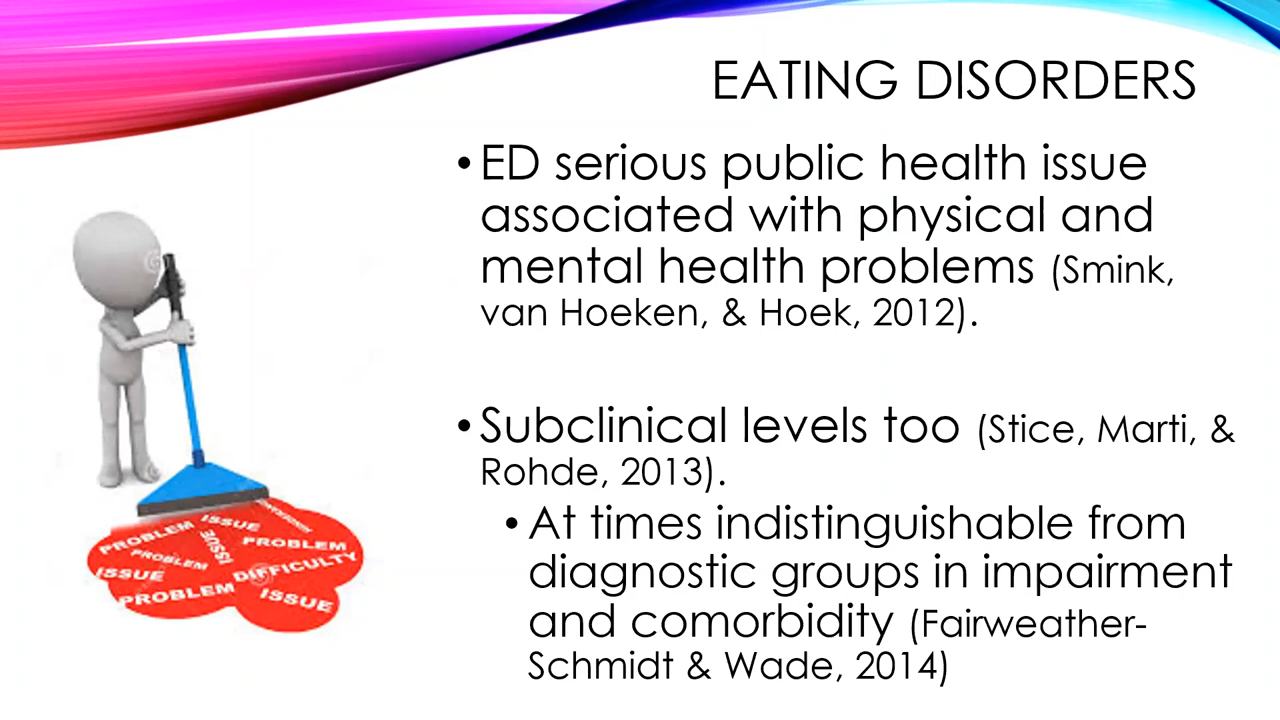 EATING DISORDERS
• ED serious public health issue
associated with physical and
mental health problems (Smink,
van Hoeken, & Hoek, 2012).
• Subclinical levels too (Stice, Marti, &
Rohde, 2013).
• At times indistinguishable from
diagnostic groups in impairment
and comorbidity (Fairweather-
Schmidt & Wade, 2014)
PROBLEM ISSUE
PROBLEM ISSUE PROBLEM
ISSUE DIFFICULTY
PROBLEM ISSUE